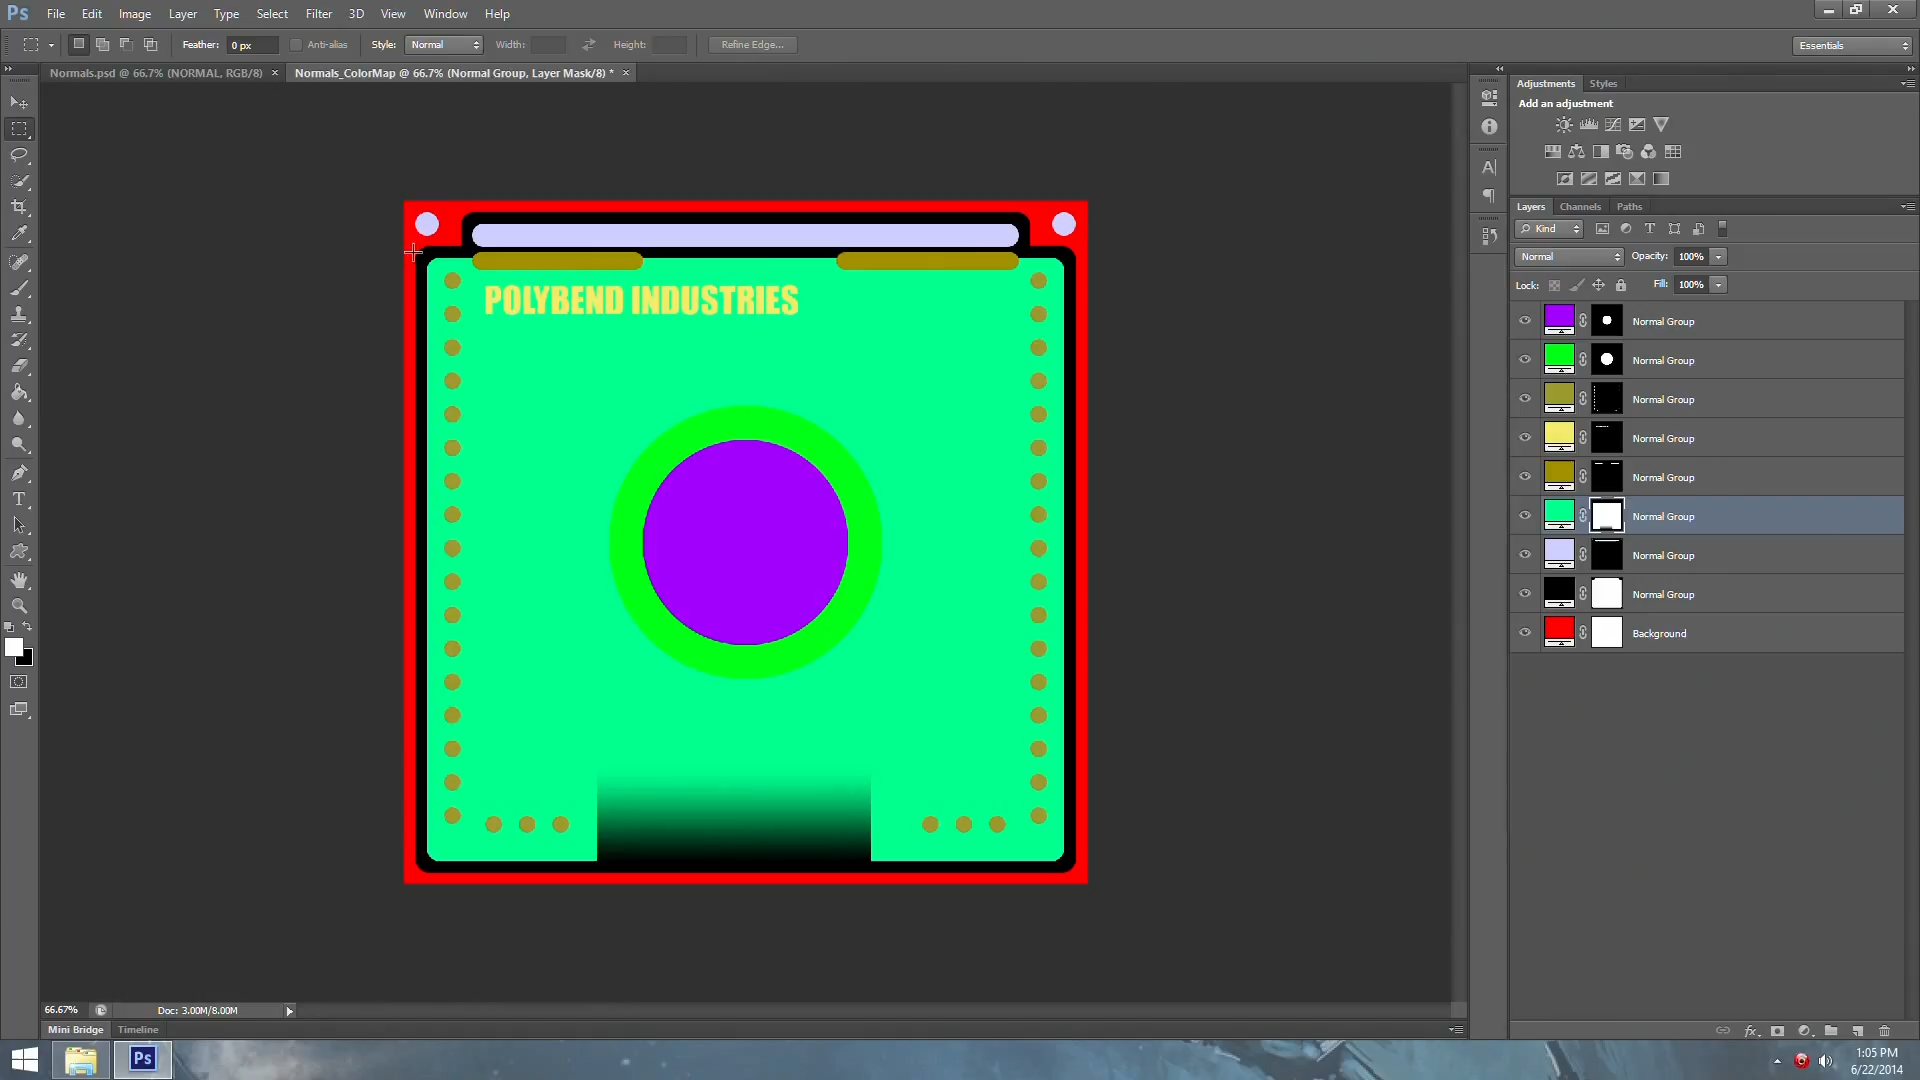 Ps File Edit Image Layer Type Select Filter 3D View Window Help
Feather: 0 px Anti-alias Style: Normal Width: Height: Refine Edge... Essentials
Normals.psd @ 66.7% (NORMAL, RGB/8) × Normals_ColorMap @ 66.7% (Normal Group, Layer Mask/8) * ×
Adjustments Styles
Add an adjustment
Layers Channels Paths
Kind
Normal Opacity: 100%
Lock: Fill: 100%
POLYBEND INDUSTRIES
Normal Group
Normal Group
Normal Group
Normal Group
Normal Group
Normal Group
Normal Group
Normal Group
Background
66.67% Doc: 3.00M/8.00M
Mini Bridge Timeline
Ps
1:05 PM
6/22/2014